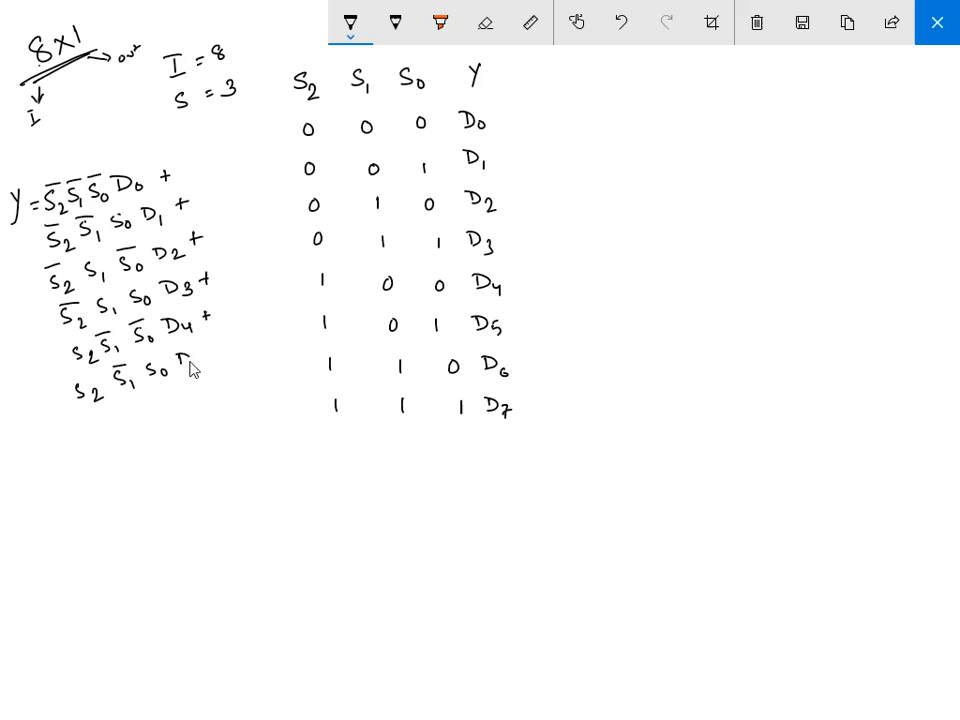 8x1
out
I
I = 8
S = 3
S₂ S₁ S₀ Y
0 0 0 D₀
0 0 1 D₁
0 1 0 D₂
0 1 1 D₃
1 0 0 D₄
1 0 1 D₅
1 1 0 D₆
1 1 1 D₇
Y = S̅₂ S̅₁ S̅₀ D₀ +
S̅₂ S̅₁ S₀ D₁ +
S̅₂ S₁ S̅₀ D₂ +
S̅₂ S₁ S₀ D₃ +
S₂ S̅₁ S̅₀ D₄ +
S₂ S̅₁ S₀